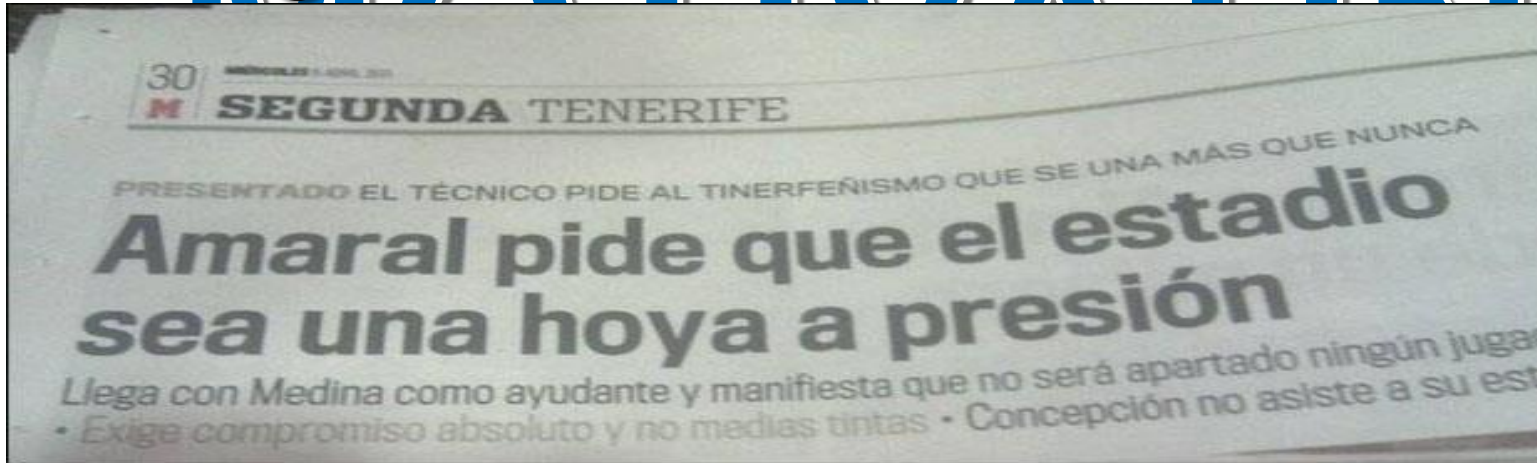 30
M SEGUNDA TENERIFE
PRESENTADO EL TÉCNICO PIDE AL TINERFEÑISMO QUE SE UNA MÁS QUE NUNCA
Amaral pide que el estadio
sea una hoya a presión
Llega con Medina como ayudante y manifiesta que no será apartado ningún juga
• Exige compromiso absoluto y no medias tintas • Concepción no asiste a su est